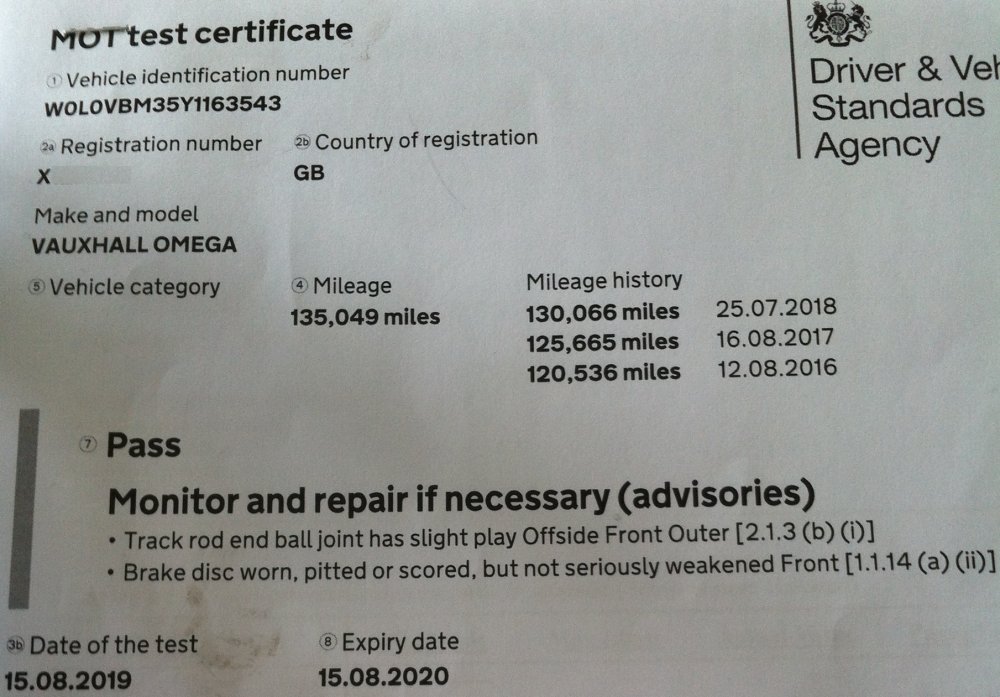 MOT test certificate
Driver & Veh
Standards
Agency
1 Vehicle identification number
W0L0VBM35Y1163543
2a Registration number
X
2b Country of registration
GB
Make and model
VAUXHALL OMEGA
5 Vehicle category
4 Mileage
135,049 miles
Mileage history
130,066 miles 25.07.2018
125,665 miles 16.08.2017
120,536 miles 12.08.2016
7 Pass
Monitor and repair if necessary (advisories)
• Track rod end ball joint has slight play Offside Front Outer [2.1.3 (b) (i)]
• Brake disc worn, pitted or scored, but not seriously weakened Front [1.1.14 (a) (ii)]
3b Date of the test
15.08.2019
8 Expiry date
15.08.2020